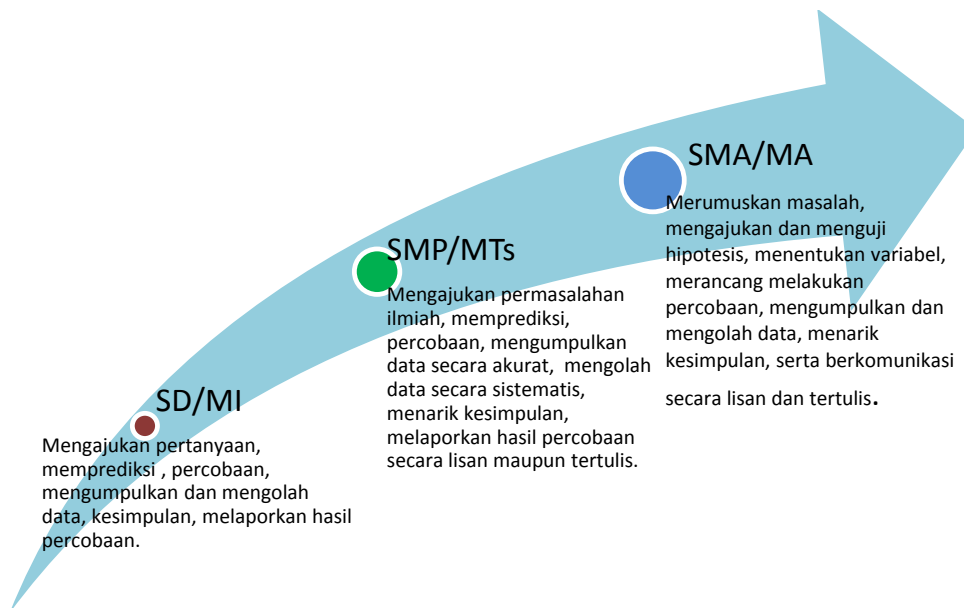 SD/MI
Mengajukan pertanyaan,
memprediksi , percobaan,
mengumpulkan dan mengolah
data, kesimpulan, melaporkan hasil
percobaan.
SMP/MTs
Mengajukan permasalahan
ilmiah, memprediksi,
percobaan, mengumpulkan
data secara akurat,  mengolah
data secara sistematis,
menarik kesimpulan,
melaporkan hasil percobaan
secara lisan maupun tertulis.
SMA/MA
Merumuskan masalah,
mengajukan dan menguji
hipotesis, menentukan variabel,
merancang melakukan
percobaan, mengumpulkan dan
mengolah data, menarik
kesimpulan, serta berkomunikasi
secara lisan dan tertulis.